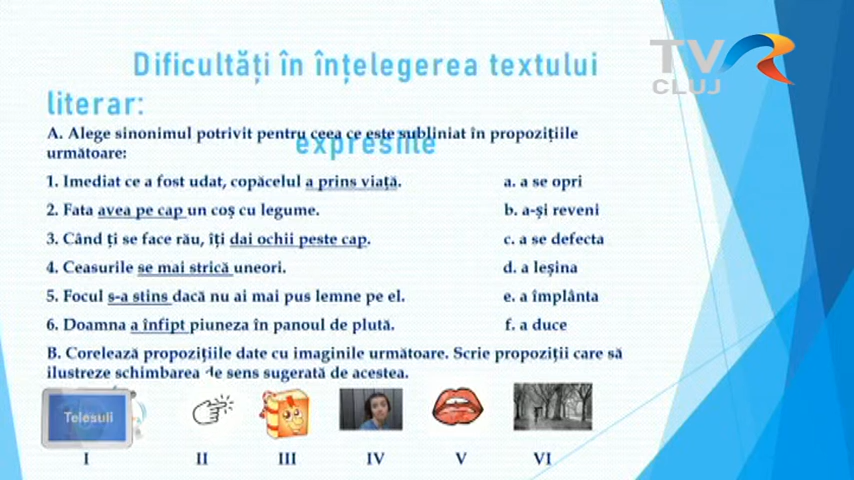 TVR
CLUJ
Dificultăți în înțelegerea textului
literar:
expresiile
A. Alege sinonimul potrivit pentru ceea ce este subliniat în propozițiile
următoare:
1. Imediat ce a fost udat, copăcelul a prins viață. a. a se opri
2. Fata avea pe cap un coș cu legume. b. a-și reveni
3. Când ți se face rău, îți dai ochii peste cap. c. a se defecta
4. Ceasurile se mai strică uneori. d. a leșina
5. Focul s-a stins dacă nu ai mai pus lemne pe el. e. a împlânta
6. Doamna a înfipt piuneza în panoul de plută. f. a duce
B. Corelează propozițiile date cu imaginile următoare. Scrie propoziții care să
ilustreze schimbarea de sens sugerată de acestea.
Telesuli
I II III IV V VI